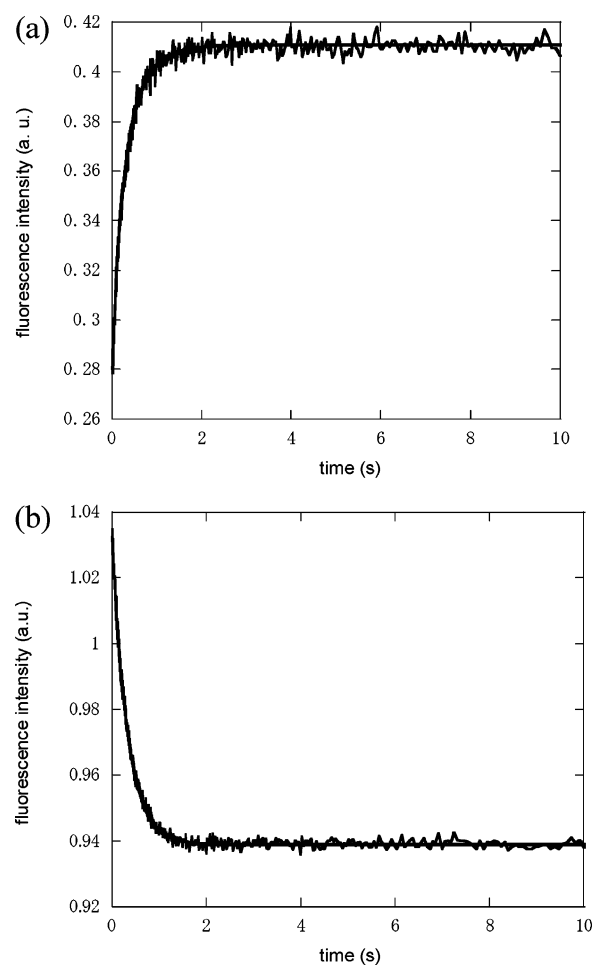 (a)
0.42
0.4
0.38
0.36
0.34
0.32
0.3
0.28
0.26
fluorescence intensity (a. u.)
0 2 4 6 8 10
time (s)
(b)
1.04
1.02
1
0.98
0.96
0.94
0.92
fluorescence intensity (a.u.)
0 2 4 6 8 10
time (s)